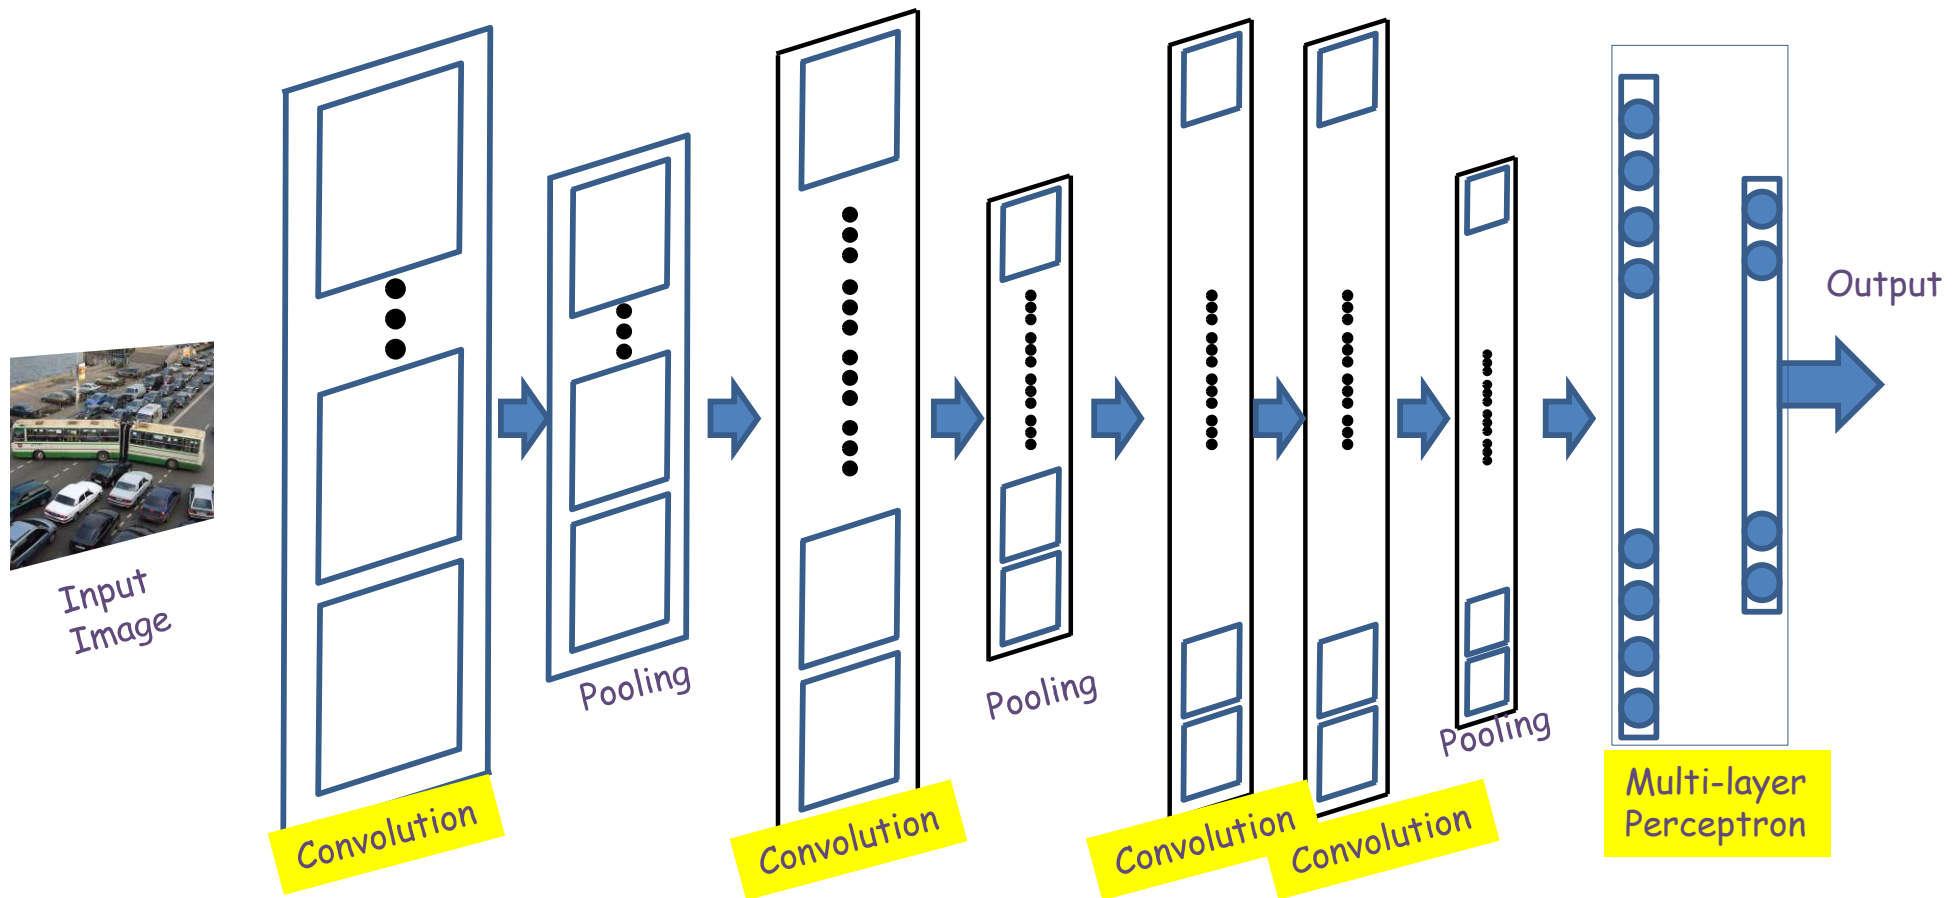 Input
Image
Convolution
Pooling
Convolution
Pooling
Convolution
Convolution
Pooling
Multi-layer
Perceptron
Output